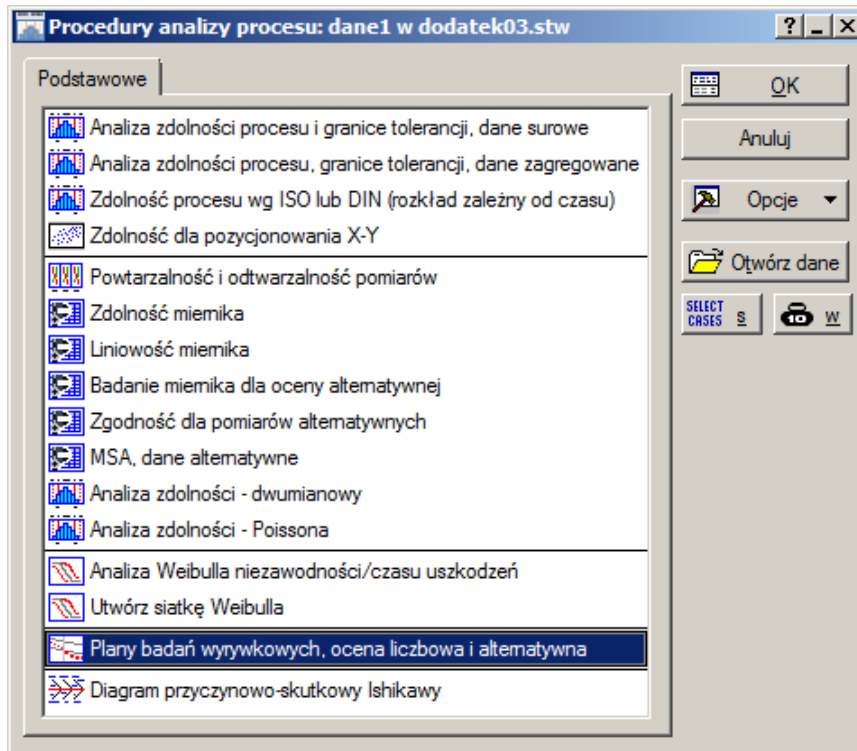 Procedury analizy procesu: dane1 w dodatek03.stw
Podstawowe
Analiza zdolności procesu i granice tolerancji, dane surowe
Analiza zdolności procesu, granice tolerancji, dane zagregowane
Zdolność procesu wg ISO lub DIN (rozkład zależny od czasu)
Zdolność dla pozycjonowania X-Y
Powtarzalność i odtwarzalność pomiarów
Zdolność miernika
Liniowość miernika
Badanie miernika dla oceny alternatywnej
Zgodność dla pomiarów alternatywnych
MSA, dane alternatywne
Analiza zdolności - dwumianowy
Analiza zdolności - Poissona
Analiza Weibulla niezawodności/czasu uszkodzeń
Utwórz siatkę Weibulla
Plany badań wyrywkowych, ocena liczbowa i alternatywna
Diagram przyczynowo-skutkowy Ishikawy
OK
Anuluj
Opcje
Otwórz dane
SELECT CASES S
10 W